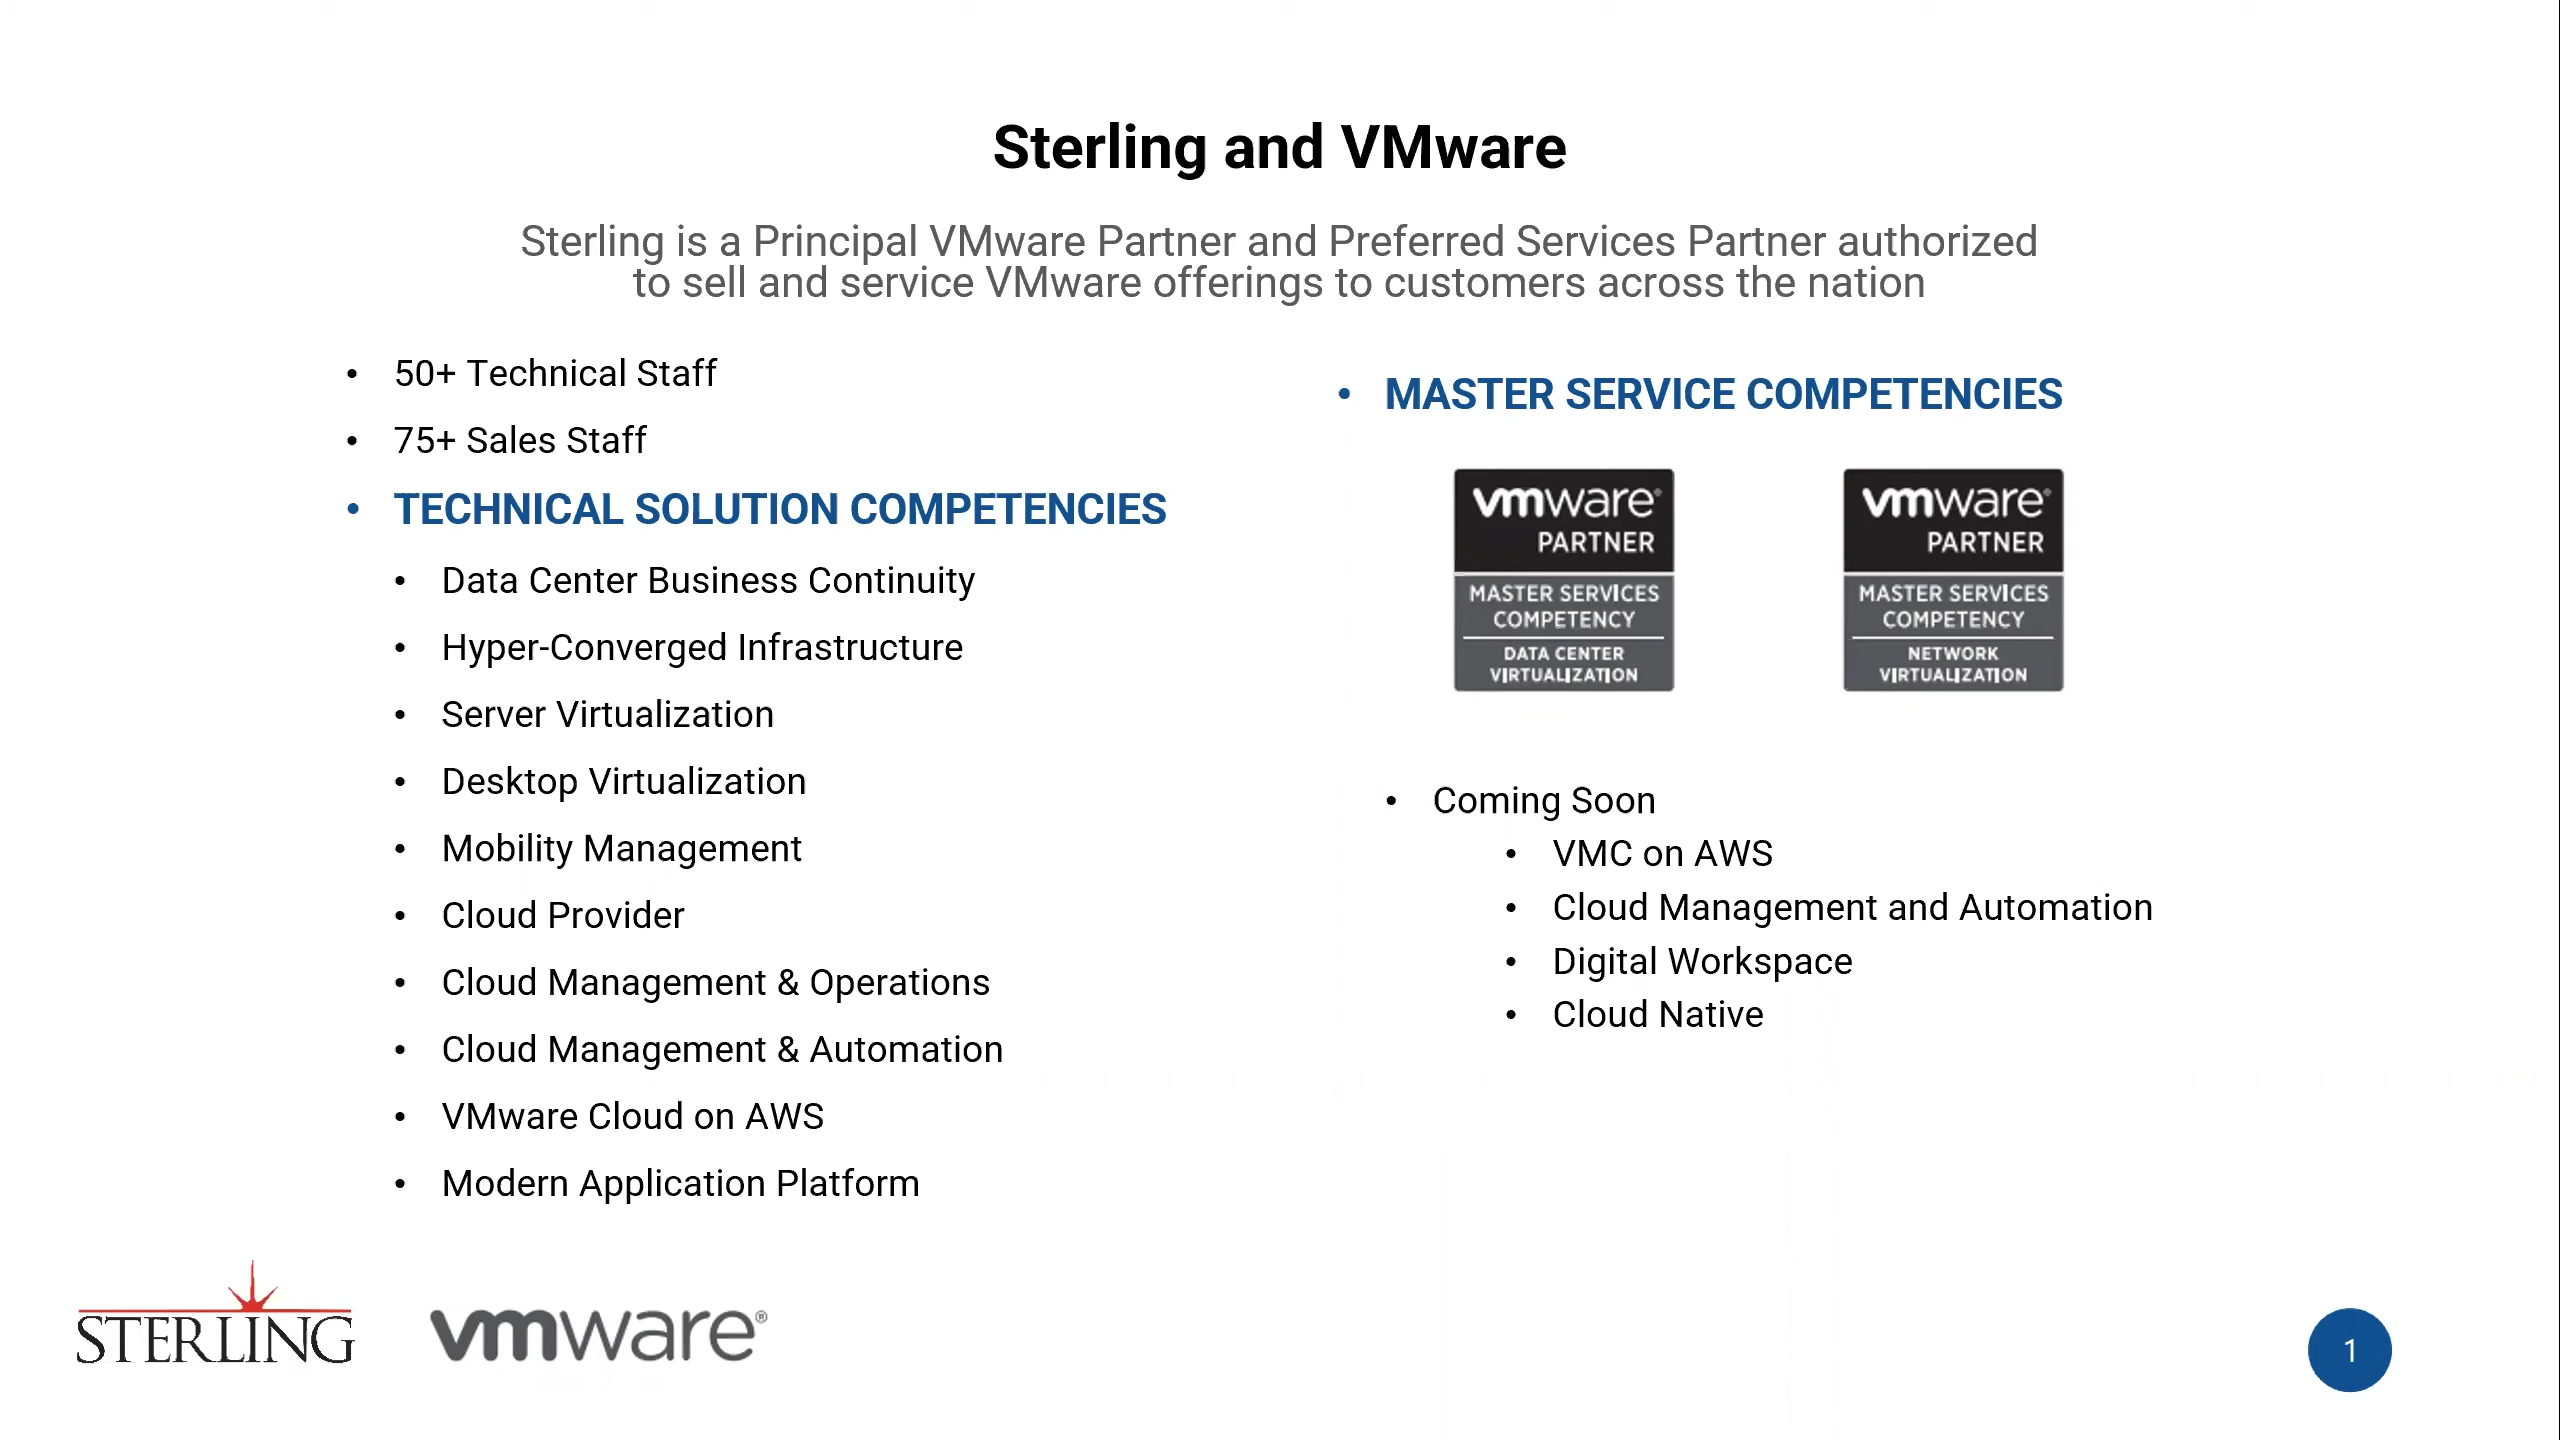 Sterling and VMware
Sterling is a Principal VMware Partner and Preferred Services Partner authorized
to sell and service VMware offerings to customers across the nation
• 50+ Technical Staff
• 75+ Sales Staff
• TECHNICAL SOLUTION COMPETENCIES
• Data Center Business Continuity
• Hyper-Converged Infrastructure
• Server Virtualization
• Desktop Virtualization
• Mobility Management
• Cloud Provider
• Cloud Management & Operations
• Cloud Management & Automation
• VMware Cloud on AWS
• Modern Application Platform
• MASTER SERVICE COMPETENCIES
vmware®
PARTNER
MASTER SERVICES
COMPETENCY
DATA CENTER
VIRTUALIZATION
vmware®
PARTNER
MASTER SERVICES
COMPETENCY
NETWORK
VIRTUALIZATION
• Coming Soon
• VMC on AWS
• Cloud Management and Automation
• Digital Workspace
• Cloud Native
STERLING
vmware®
1